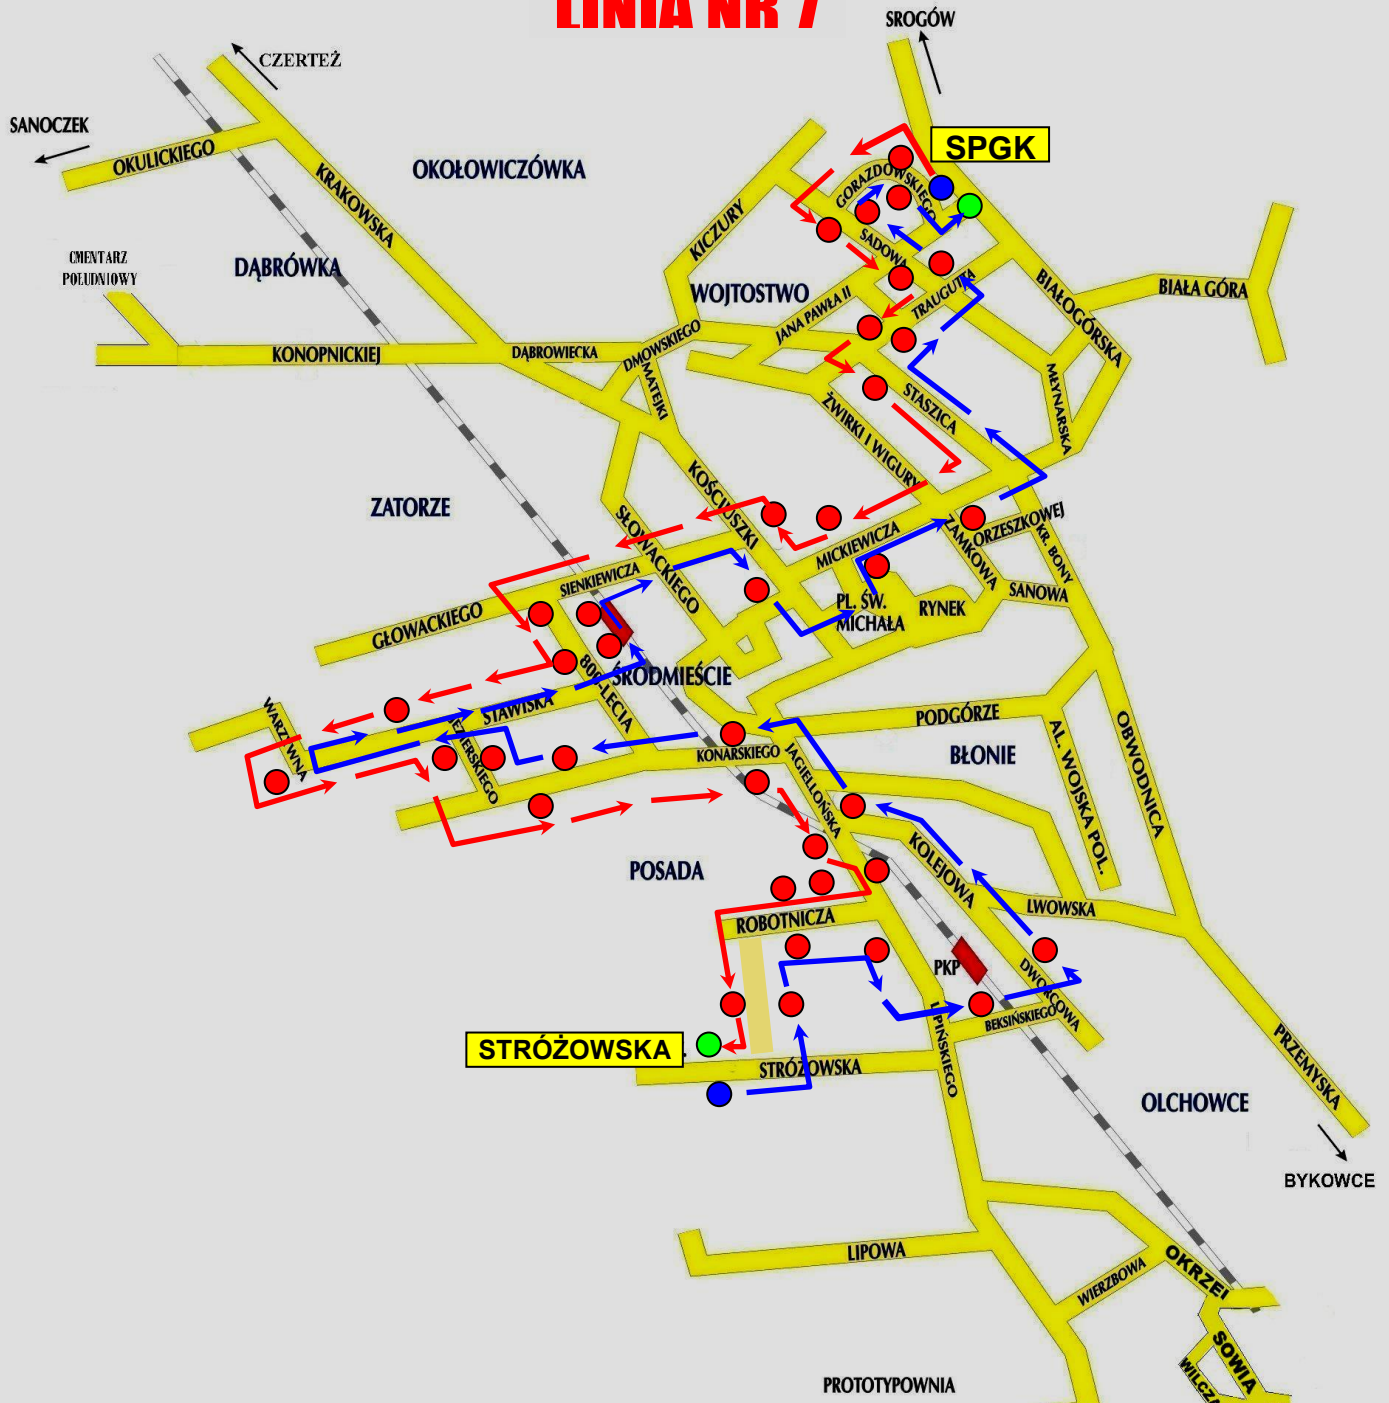 LINIA NR 7
SROGÓW
CZERTEŻ
SANOCZEK
OKULICKIEGO
SPGK
OKOŁOWICZÓWKA
KRAKOWSKA
GORAZDOWSKIEGO
KICZURY
SADOWA
CMENTARZ
POŁUDNIOWY
DĄBRÓWKA
WOJTOSTWO
JANA PAWŁA II
TRAUGUTTA
BIAŁOGÓRSKA
BIAŁA GÓRA
KONOPNICKIEJ
DĄBROWIECKA
DMOWSKIEGO
MATEJKI
STASZICA
MŁYNARSKA
ŻWIRKI I WIGURY
KOŚCIUSZKI
ZATORZE
SŁOWACKIEGO
MICKIEWICZA
ZAMKOWA
ORZESZKOWEJ
KR. BONY
SIENKIEWICZA
GŁOWACKIEGO
PL. ŚW.
MICHAŁA
RYNEK
SANOWA
800-LECIA
ŚRÓDMIEŚCIE
WARZYWNA
STAWISKA
PODGÓRZE
BŁONIE
AL. WOJSKA POL.
OBWODNICA
KONARSKIEGO
JAGIELLOŃSKA
POSADA
KOLEJOWA
LWOWSKA
ROBOTNICZA
PKP
DWORCOWA
BEKSIŃSKIEGO
LIPIŃSKIEGO
STRÓŻOWSKA
STRÓŻOWSKA
PRZEMYSKA
OLCHOWCE
BYKOWCE
LIPOWA
WIERZBOWA
OKRZEI
SOWIA
WILCZA
PROTOTYPOWNIA